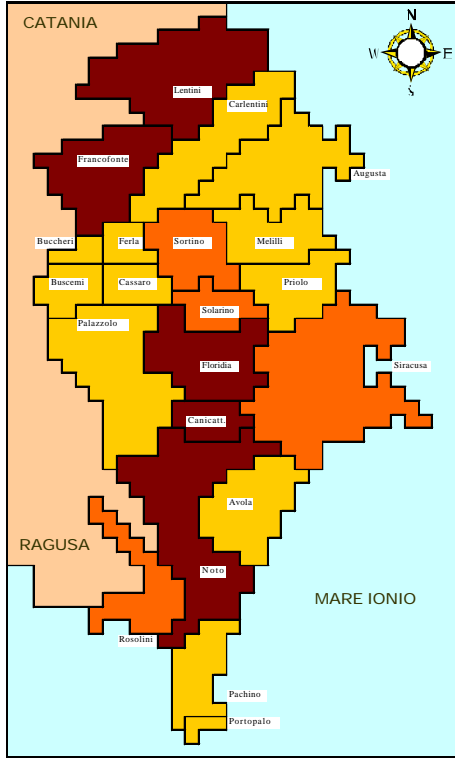 CATANIA
N
W
E
S
Lentini
Carlentini
Francofonte
Augusta
Buccheri
Ferla
Sortino
Melilli
Buscemi
Cassaro
Priolo
Solarino
Palazzolo
Floridia
Siracusa
Canicatt.
Avola
RAGUSA
Noto
MARE IONIO
Rosolini
Pachino
Portopalo